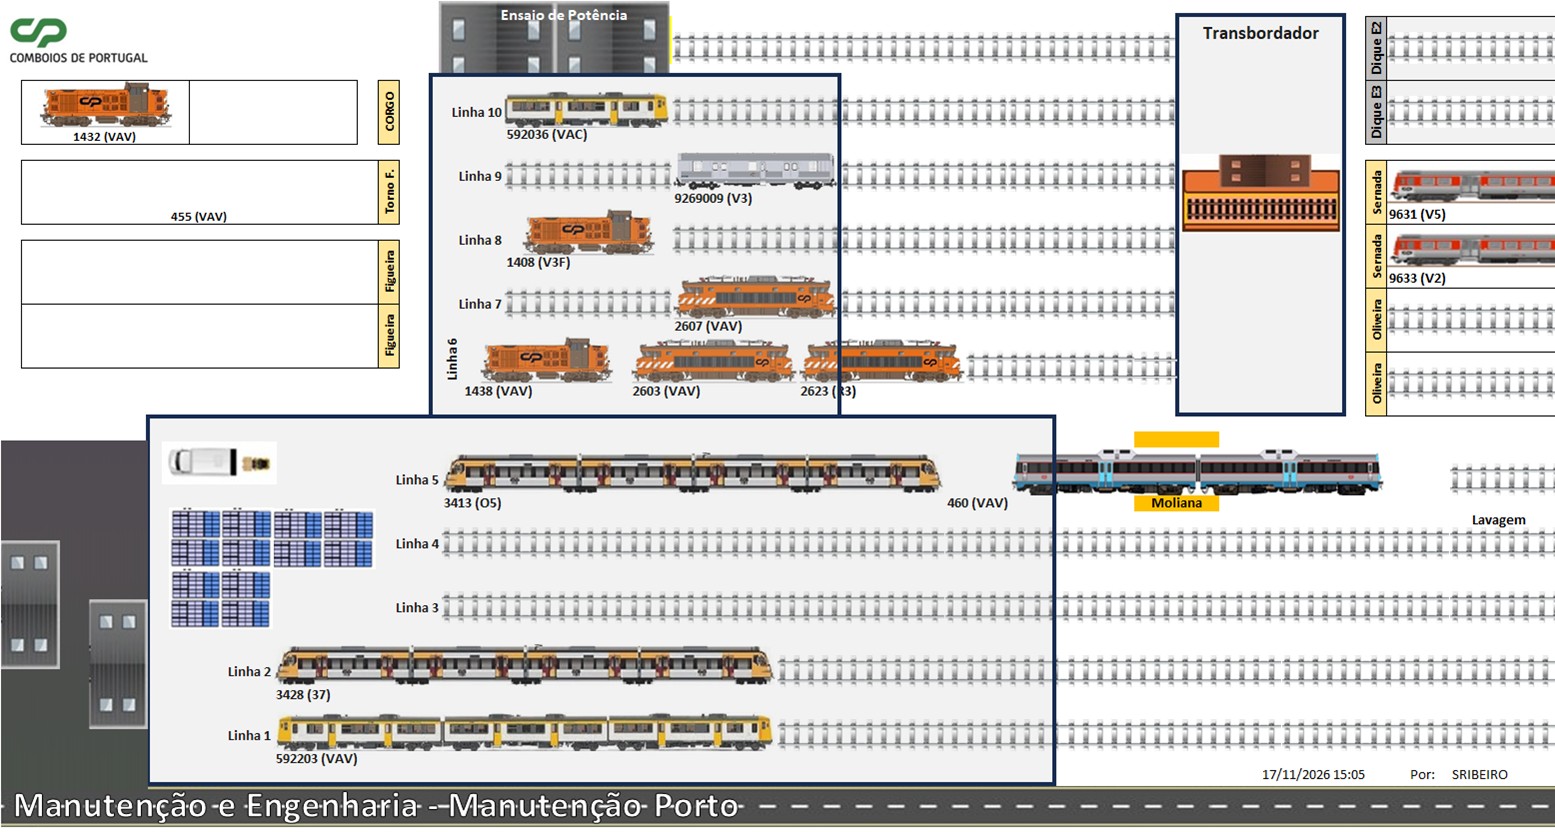 CP
COMBOIOS DE PORTUGAL
Ensaio de Potência
Transbordador
Dique E2
Dique E3
1432 (VAV)
CORGO
Linha 10
592036 (VAC)
455 (VAV)
Torno F.
Linha 9
9269009 (V3)
Sernada
9631 (V5)
Linha 8
1408 (V3F)
Sernada
9633 (V2)
Figueira
Linha 7
2607 (VAV)
Oliveira
Figueira
Linha 6
1438 (VAV)
2603 (VAV)
2623 (R3)
Oliveira
Linha 5
3413 (O5)
460 (VAV)
Moliana
Lavagem
Linha 4
Linha 3
Linha 2
3428 (37)
Linha 1
592203 (VAV)
17/11/2026 15:05 Por: SRIBEIRO
Manutenção e Engenharia - Manutenção Porto